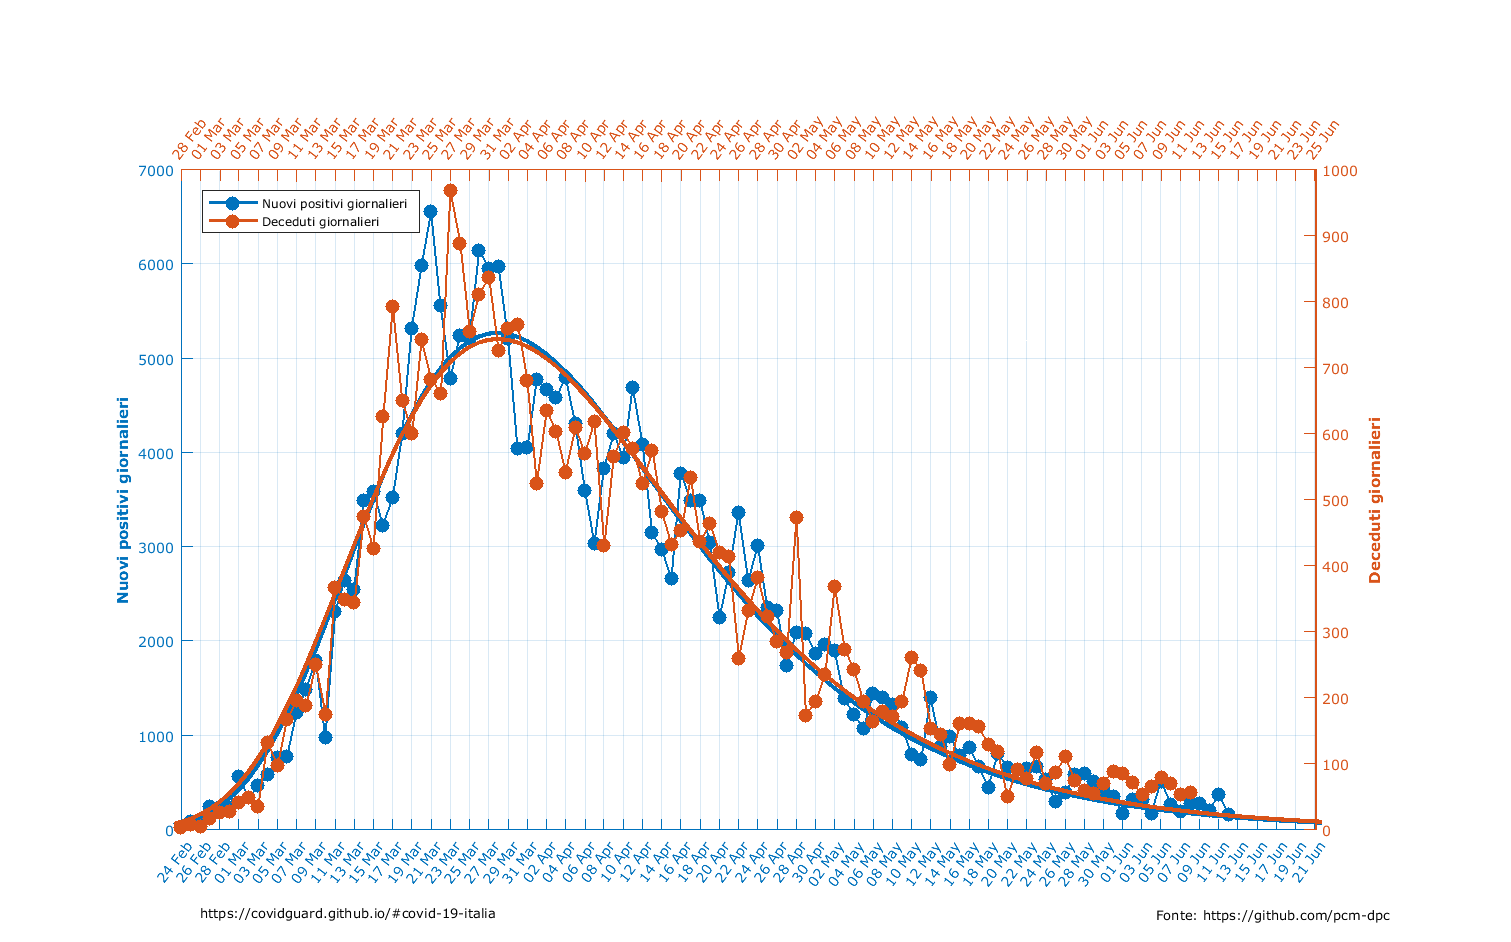 28 Feb
01 Mar
03 Mar
05 Mar
07 Mar
09 Mar
11 Mar
13 Mar
15 Mar
17 Mar
19 Mar
21 Mar
23 Mar
25 Mar
27 Mar
29 Mar
31 Mar
02 Apr
04 Apr
06 Apr
08 Apr
10 Apr
12 Apr
14 Apr
16 Apr
18 Apr
20 Apr
22 Apr
24 Apr
26 Apr
28 Apr
30 Apr
02 May
04 May
06 May
08 May
10 May
12 May
14 May
16 May
18 May
20 May
22 May
24 May
26 May
28 May
30 May
01 Jun
03 Jun
05 Jun
07 Jun
09 Jun
11 Jun
13 Jun
15 Jun
17 Jun
19 Jun
21 Jun
23 Jun
25 Jun
7000
6000
5000
4000
3000
2000
1000
0
Nuovi positivi giornalieri
Nuovi positivi giornalieri
Deceduti giornalieri
1000
900
800
700
600
500
400
300
200
100
0
Deceduti giornalieri
24 Feb
26 Feb
28 Feb
01 Mar
03 Mar
05 Mar
07 Mar
09 Mar
11 Mar
13 Mar
15 Mar
17 Mar
19 Mar
21 Mar
23 Mar
25 Mar
27 Mar
29 Mar
31 Mar
02 Apr
04 Apr
06 Apr
08 Apr
10 Apr
12 Apr
14 Apr
16 Apr
18 Apr
20 Apr
22 Apr
24 Apr
26 Apr
28 Apr
30 Apr
02 May
04 May
06 May
08 May
10 May
12 May
14 May
16 May
18 May
20 May
22 May
24 May
26 May
28 May
30 May
01 Jun
03 Jun
05 Jun
07 Jun
09 Jun
11 Jun
13 Jun
15 Jun
17 Jun
19 Jun
21 Jun
https://covidguard.github.io/#covid-19-italia
Fonte: https://github.com/pcm-dpc